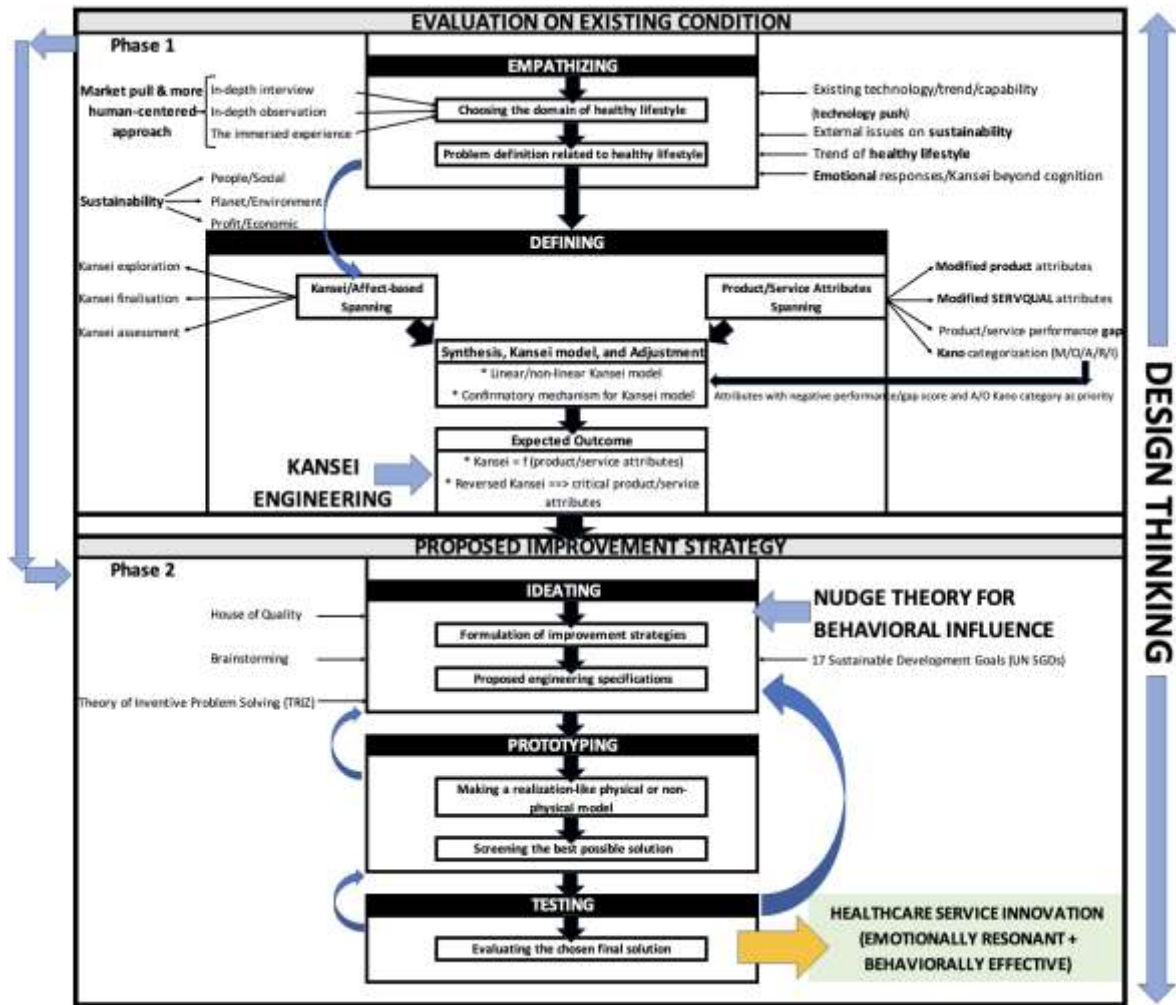 EVALUATION ON EXISTING CONDITION
Phase 1
EMPATHIZING
Market pull & more
human-centered
approach
In-depth interview
In-depth observation
The immersed experience
Choosing the domain of healthy lifestyle
Problem definition related to healthy lifestyle
Existing technology/trend/capability
(technology push)
External issues on sustainability
Trend of healthy lifestyle
Emotional responses/Kansei beyond cognition
Sustainability
People/Social
Planet/Environment
Profit/Economic
DEFINING
Kansei exploration
Kansei finalisation
Kansei assessment
Kansei/Affect-based
Spanning
Product/Service Attributes
Spanning
Modified product attributes
Modified SERVQUAL attributes
Product/service performance gap
Kano categorization (M/O/A/R/I)
Synthesis, Kansei model, and Adjustment
* Linear/non-linear Kansei model
* Confirmatory mechanism for Kansei model
Attributes with negative performance/gap score and A/O Kano category as priority
Expected Outcome
* Kansei = f (product/service attributes)
* Reversed Kansei ==> critical product/service
attributes
KANSEI
ENGINEERING
PROPOSED IMPROVEMENT STRATEGY
Phase 2
IDEATING
House of Quality
Brainstorming
Theory of Inventive Problem Solving (TRIZ)
Formulation of improvement strategies
Proposed engineering specifications
NUDGE THEORY FOR
BEHAVIORAL INFLUENCE
17 Sustainable Development Goals (UN SGDs)
PROTOTYPING
Making a realization-like physical or non-
physical model
Screening the best possible solution
TESTING
Evaluating the chosen final solution
HEALTHCARE SERVICE INNOVATION
(EMOTIONALLY RESONANT +
BEHAVIORALLY EFFECTIVE)
DESIGN THINKING